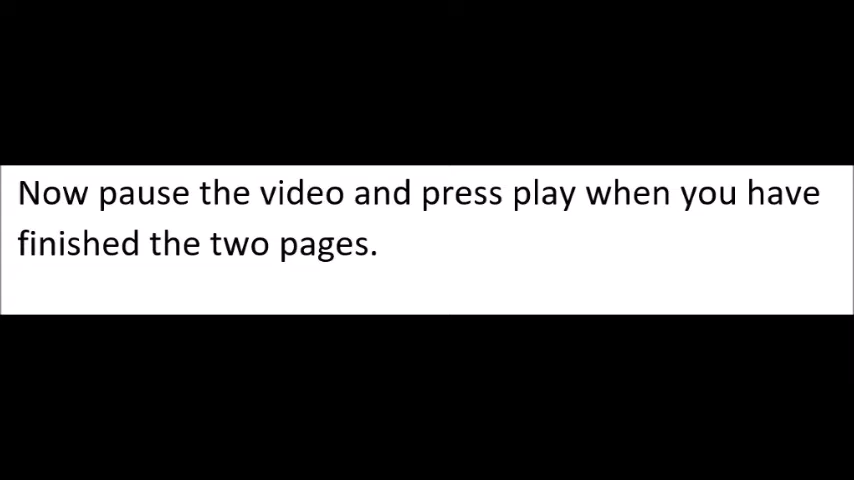 Now pause the video and press play when you have
finished the two pages.